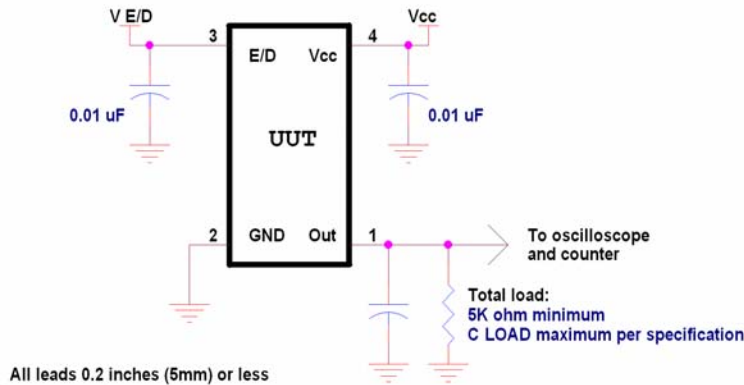 V E/D
Vcc
3
4
E/D
Vcc
0.01 uF
0.01 uF
UUT
2
GND
Out
1
To oscilloscope
and counter
Total load:
5K ohm minimum
C LOAD maximum per specification
All leads 0.2 inches (5mm) or less